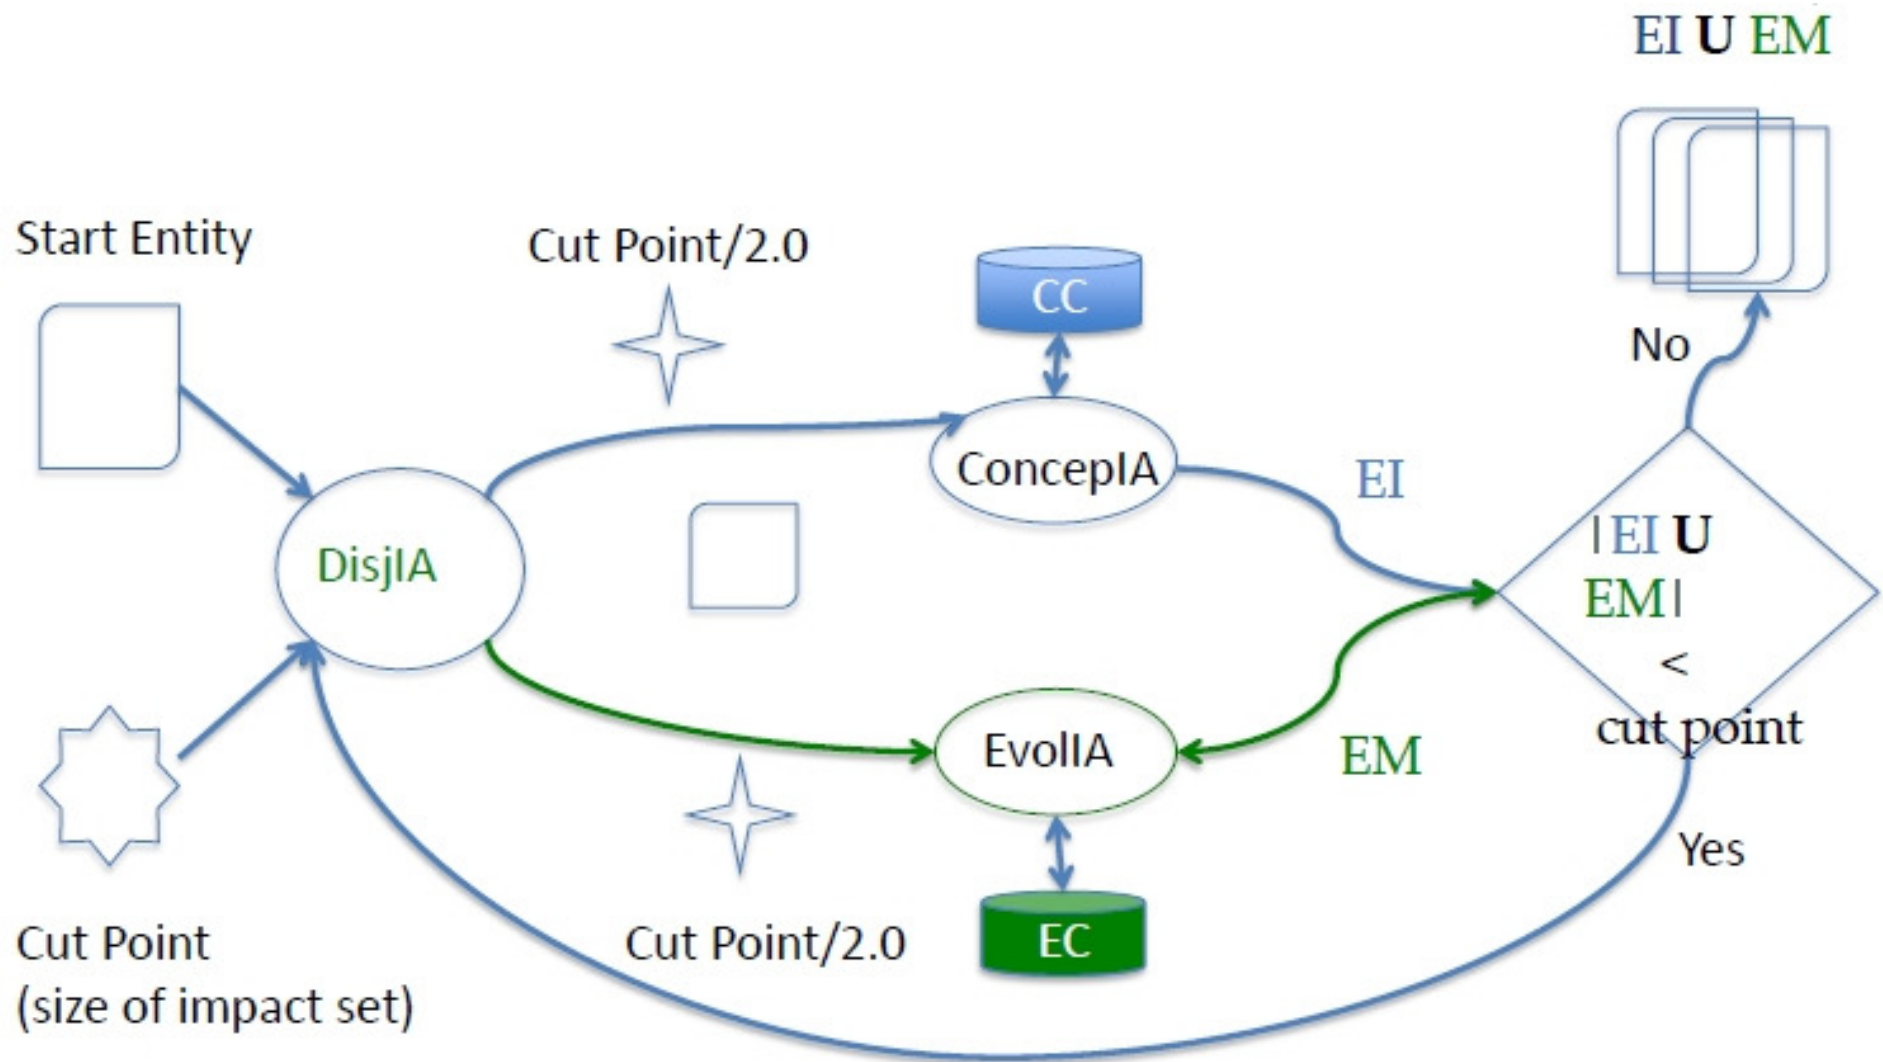 EI U EM
Start Entity
Cut Point/2.0
CC
No
ConcepIA
EI
DisjIA
|EI U
EM|
<
cut point
EvolIA
EM
Yes
Cut Point/2.0
EC
Cut Point
(size of impact set)